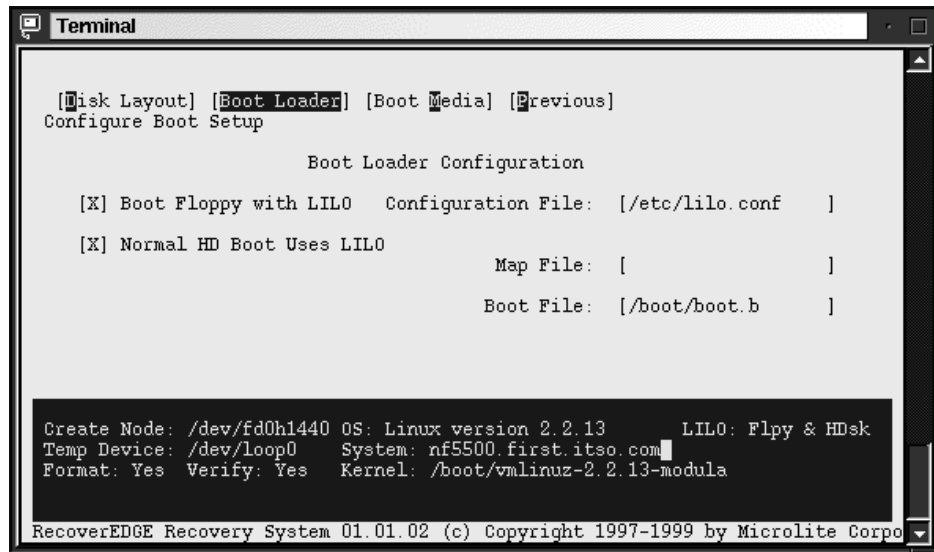 Terminal
[Disk Layout] [Boot Loader] [Boot Media] [Previous]
Configure Boot Setup
Boot Loader Configuration
[X] Boot Floppy with LILO Configuration File: [/etc/lilo.conf ]
[X] Normal HD Boot Uses LILO
Map File: [ ]
Boot File: [/boot/boot.b ]
Create Node: /dev/fd0h1440 OS: Linux version 2.2.13 LILO: Flpy & HDsk
Temp Device: /dev/loop0 System: nf5500.first.itso.com
Format: Yes Verify: Yes Kernel: /boot/vmlinuz-2.2.13-modula
RecoverEDGE Recovery System 01.01.02 (c) Copyright 1997-1999 by Microlite Corpo